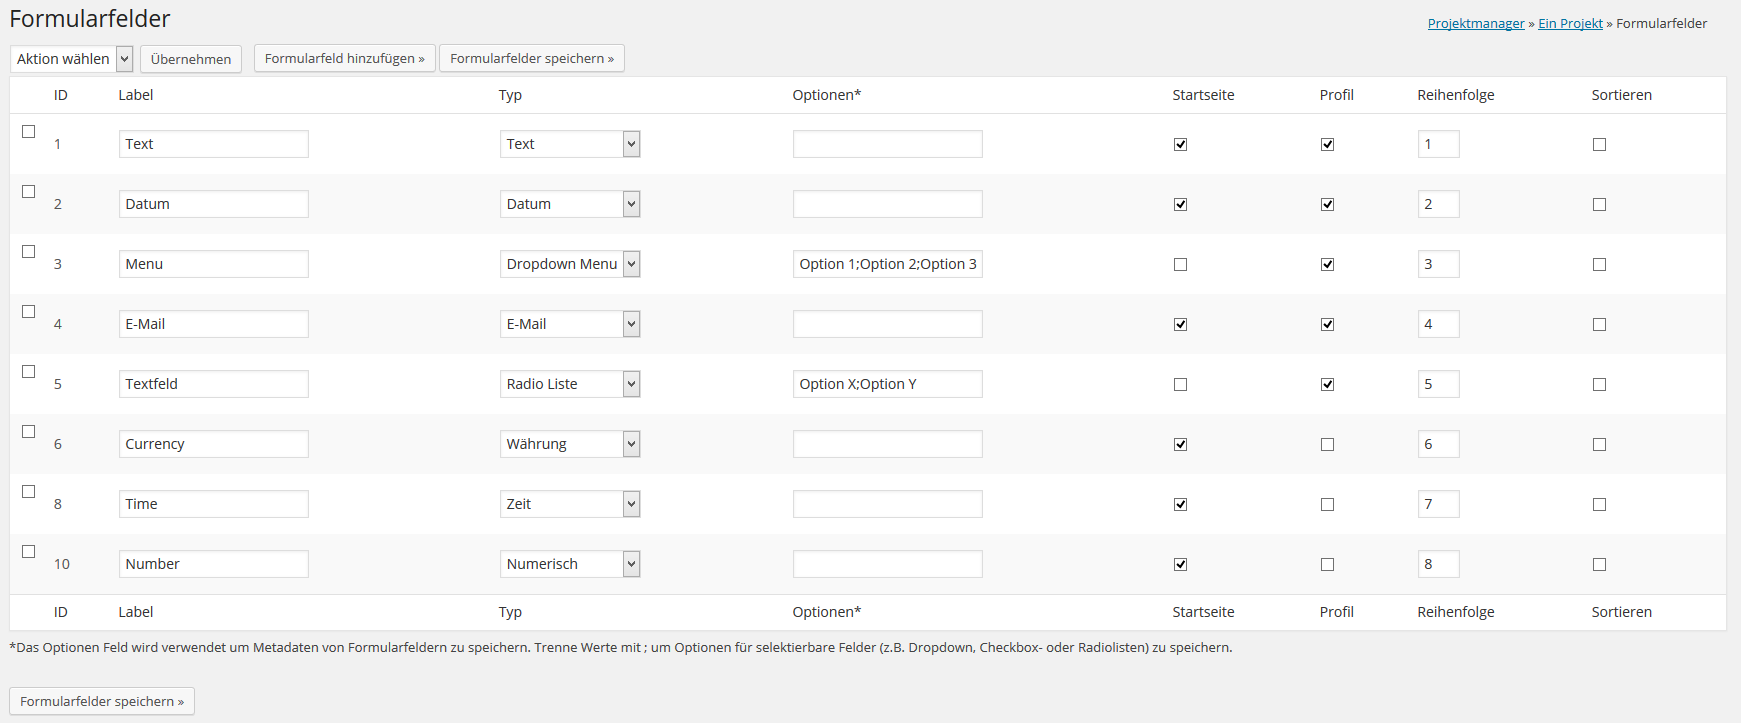 Formularfelder
Projektmanager » Ein Projekt » Formularfelder
Aktion wählen Übernehmen Formularfeld hinzufügen » Formularfelder speichern »
ID Label Typ Optionen* Startseite Profil Reihenfolge Sortieren
1 Text Text 1
2 Datum Datum 2
3 Menu Dropdown Menu Option 1;Option 2;Option 3 3
4 E-Mail E-Mail 4
5 Textfeld Radio Liste Option X;Option Y 5
6 Currency Währung 6
8 Time Zeit 7
10 Number Numerisch 8
ID Label Typ Optionen* Startseite Profil Reihenfolge Sortieren
*Das Optionen Feld wird verwendet um Metadaten von Formularfeldern zu speichern. Trenne Werte mit ; um Optionen für selektierbare Felder (z.B. Dropdown, Checkbox- oder Radiolisten) zu speichern.
Formularfelder speichern »